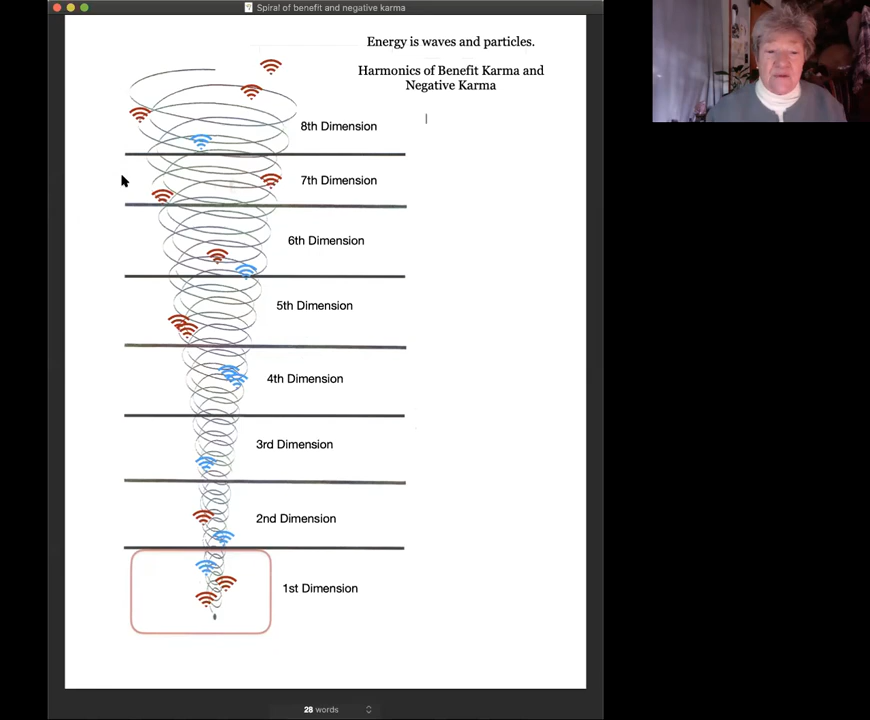 Spiral of benefit and negative karma
Energy is waves and particles.
Harmonics of Benefit Karma and
Negative Karma
8th Dimension
7th Dimension
6th Dimension
5th Dimension
4th Dimension
3rd Dimension
2nd Dimension
1st Dimension
28 words